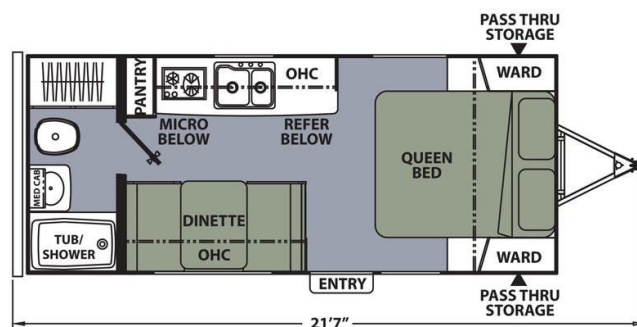 PASS THRU
STORAGE
PANTRY
OHC
WARD
MICRO
BELOW
REFER
BELOW
QUEEN
BED
MED CAB
DINETTE
OHC
TUB/
SHOWER
WARD
ENTRY
PASS THRU
STORAGE
21'7"